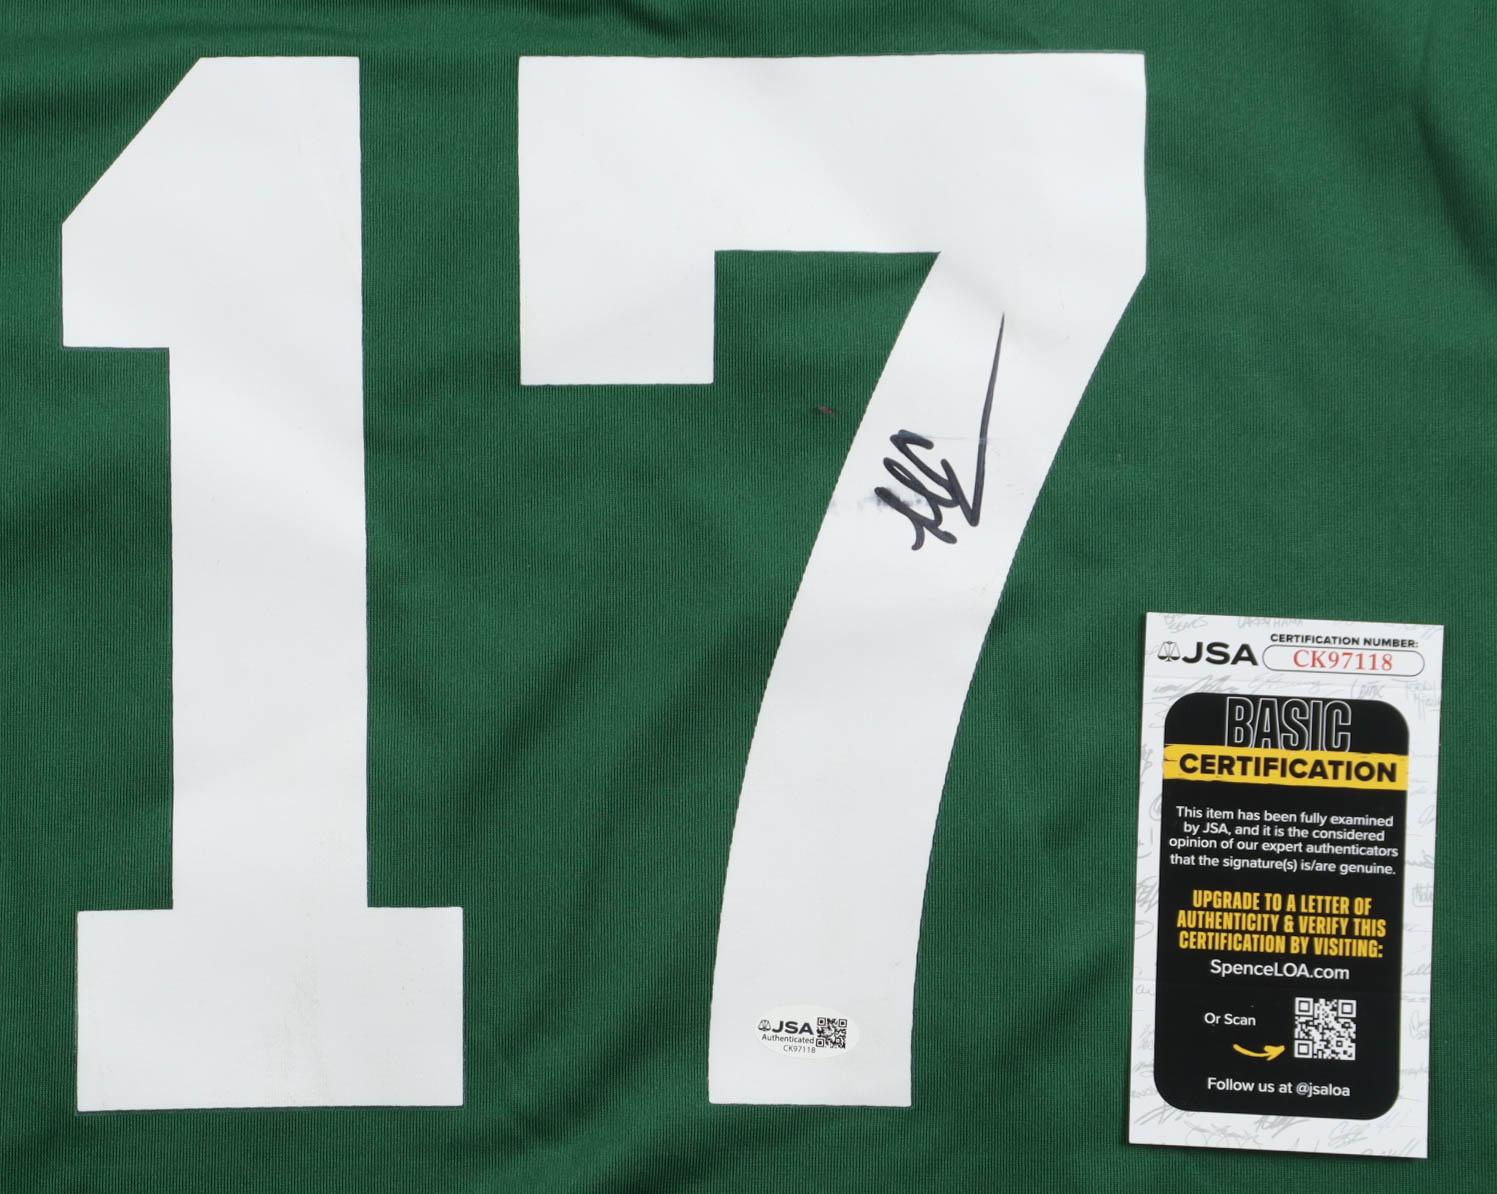 17
JSA
CERTIFICATION NUMBER:
CK97118
BASIC
CERTIFICATION
This item has been fully examined
by JSA, and it is the considered
opinion of our expert authenticators
that the signature(s) is/are genuine.
UPGRADE TO A LETTER OF
AUTHENTICITY & VERIFY THIS
CERTIFICATION BY VISITING:
SpenceLOA.com
Or Scan
Follow us at @jsaloa
JSA
Authenticated
CK97118